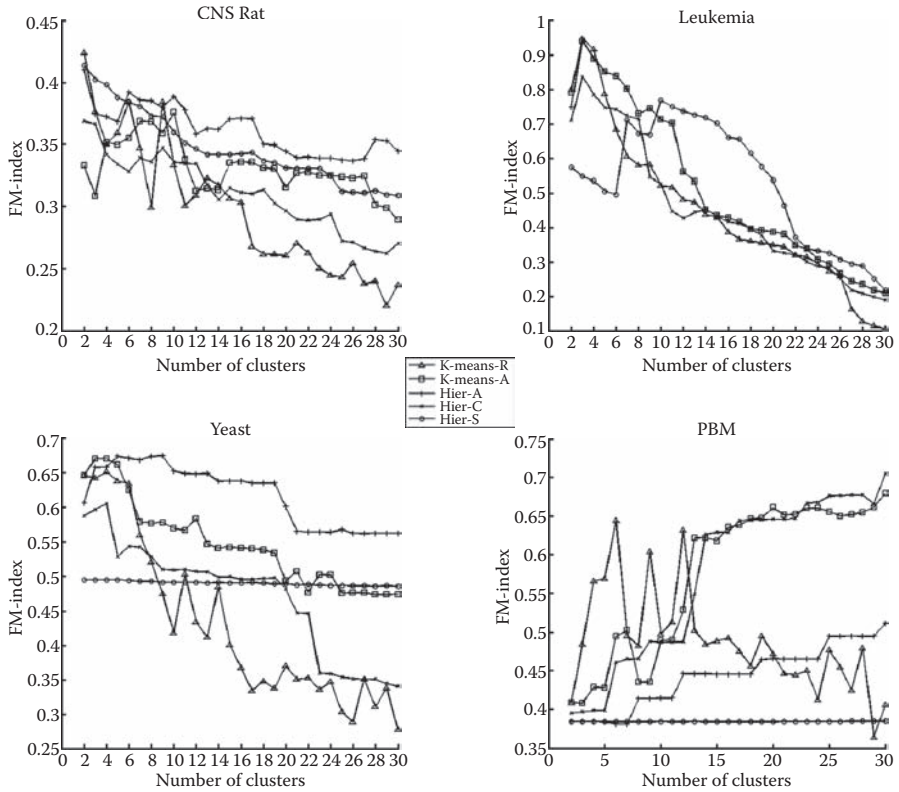 CNS Rat
0.45
0.4
0.35
0.3
0.25
0.2
FM-index
0 2 4 6 8 10 12 14 16 18 20 22 24 26 28 30
Number of clusters
Leukemia
1
0.9
0.8
0.7
0.6
0.5
0.4
0.3
0.2
0.1
FM-index
0 2 4 6 8 10 12 14 16 18 20 22 24 26 28 30
Number of clusters
K-means-R
K-means-A
Hier-A
Hier-C
Hier-S
Yeast
0.7
0.65
0.6
0.55
0.5
0.45
0.4
0.35
0.3
0.25
FM-index
0 2 4 6 8 10 12 14 16 18 20 22 24 26 28 30
Number of clusters
PBM
0.75
0.7
0.65
0.6
0.55
0.5
0.45
0.4
0.35
FM-index
0 5 10 15 20 25 30
Number of clusters